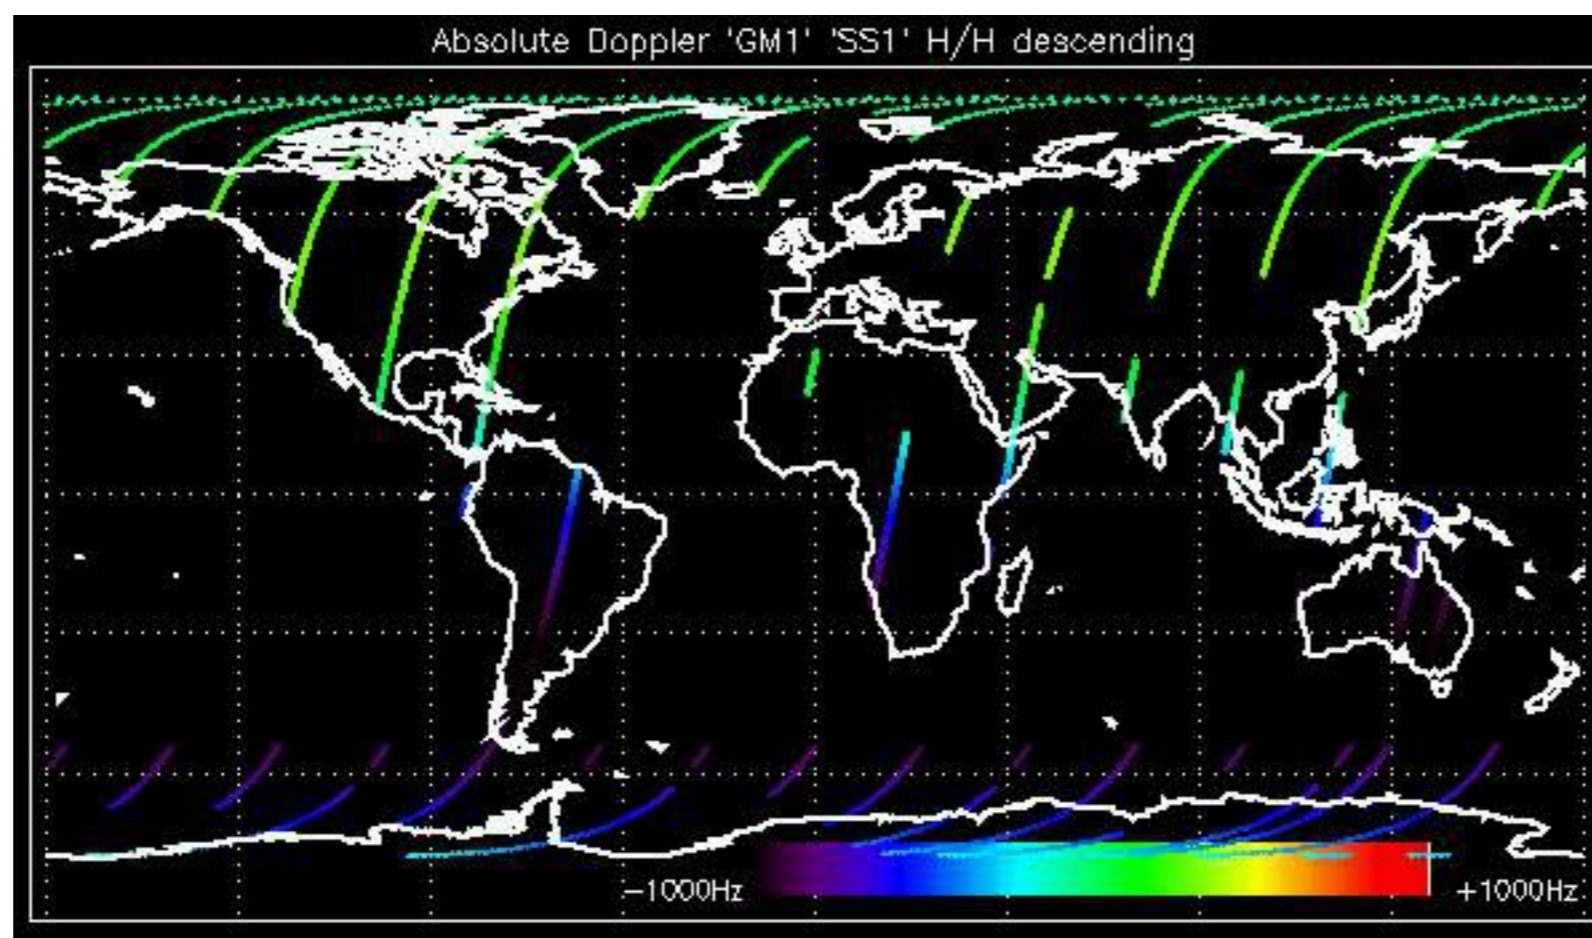 Absolute Doppler 'GM1' 'SS1' H/H descending
-1000Hz +1000Hz